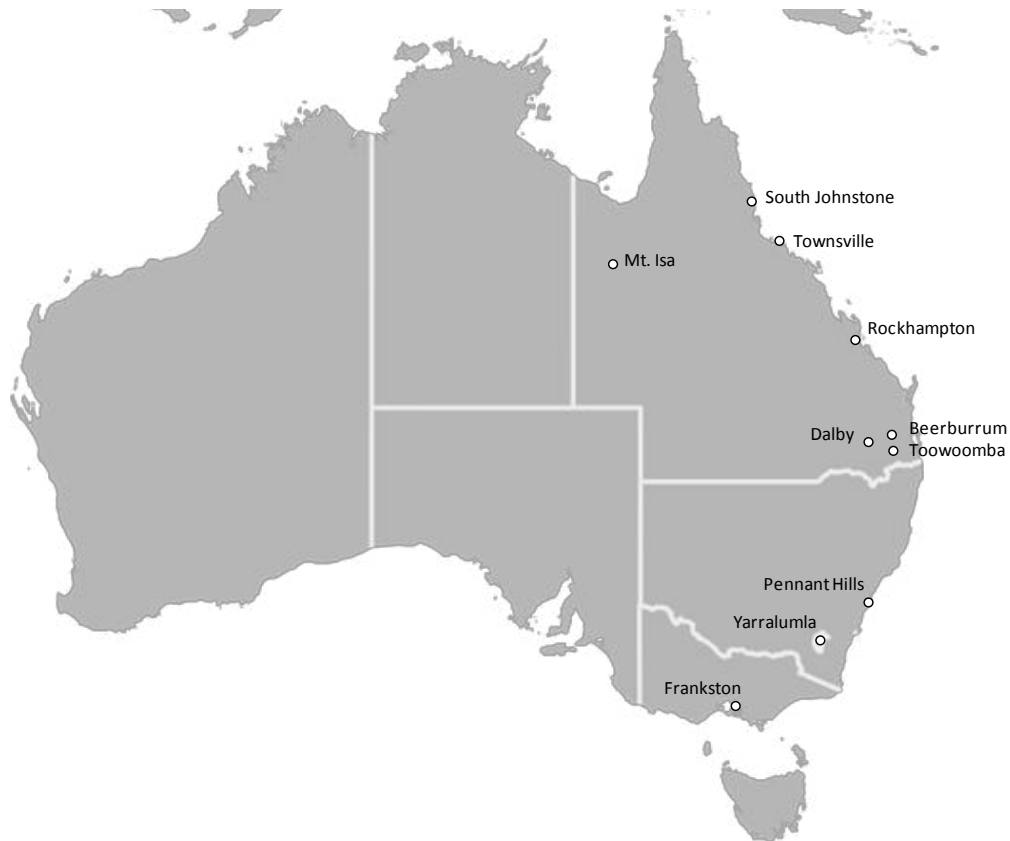 South Johnstone
Townsville
Mt. Isa
Rockhampton
Beerburrum
Dalby
Toowoomba
Pennant Hills
Yarralumla
Frankston